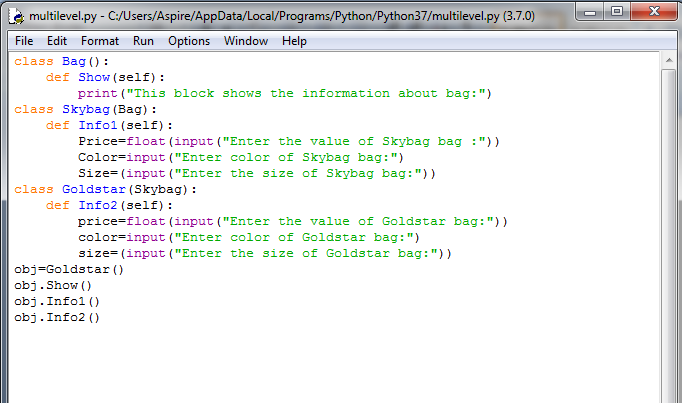 multilevel.py - C:/Users/Aspire/AppData/Local/Programs/Python/Python37/multilevel.py (3.7.0)
File Edit Format Run Options Window Help
class Bag():
    def Show(self):
        print("This block shows the information about bag:")
class Skybag(Bag):
    def Info1(self):
        Price=float(input("Enter the value of Skybag bag :"))
        Color=input("Enter color of Skybag bag:")
        Size=(input("Enter the size of Skybag bag:"))
class Goldstar(Skybag):
    def Info2(self):
        price=float(input("Enter the value of Goldstar bag:"))
        color=input("Enter color of Goldstar bag:")
        size=(input("Enter the size of Goldstar bag:"))
obj=Goldstar()
obj.Show()
obj.Info1()
obj.Info2()